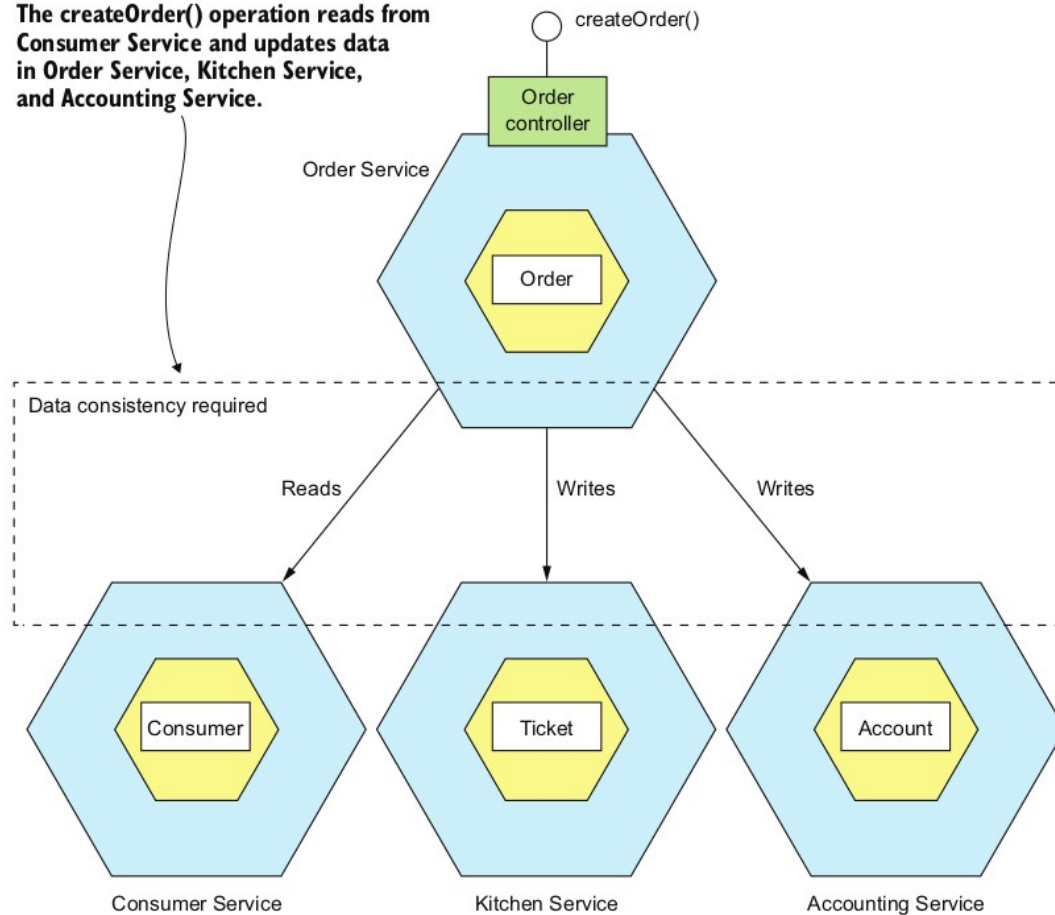 The createOrder() operation reads from
Consumer Service and updates data
in Order Service, Kitchen Service,
and Accounting Service.
createOrder()
Order
controller
Order Service
Order
Data consistency required
Reads
Writes
Writes
Consumer
Ticket
Account
Consumer Service
Kitchen Service
Accounting Service